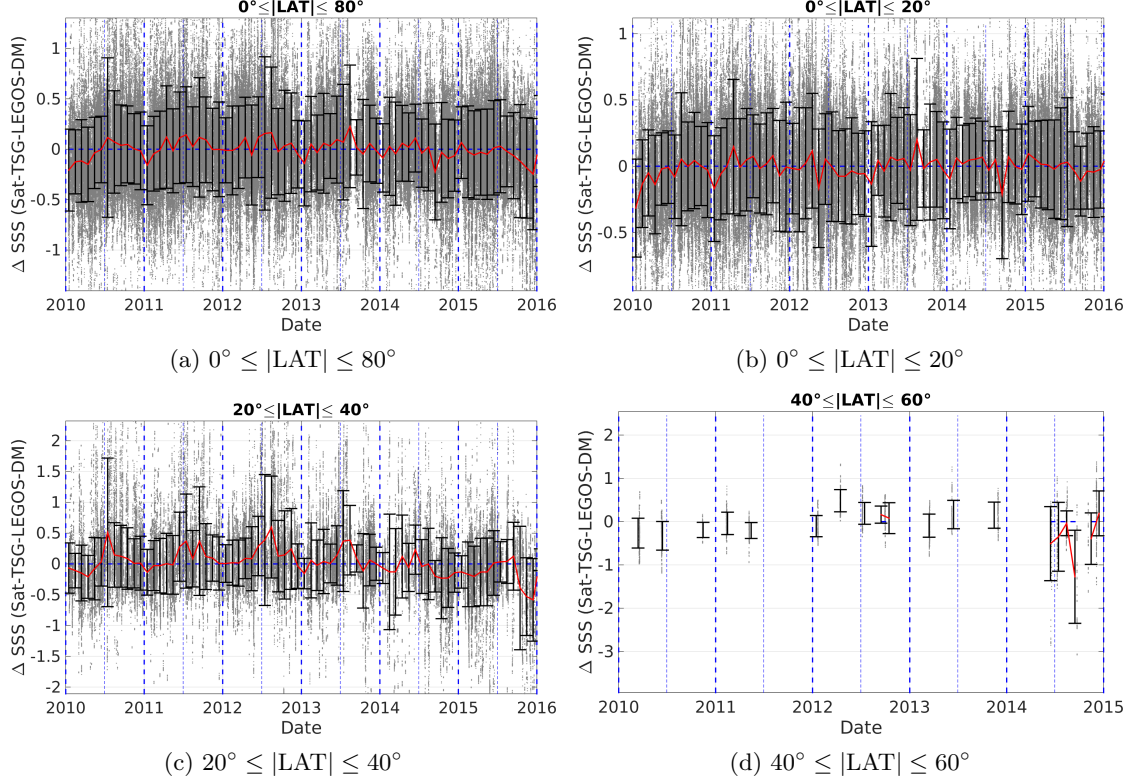 0°≤|LAT|≤ 80°
Δ SSS (Sat-TSG-LEGOS-DM)
1
0.5
0
-0.5
-1
2010 2011 2012 2013 2014 2015 2016
Date
(a) 0° ≤ |LAT| ≤ 80°
0°≤|LAT|≤ 20°
Δ SSS (Sat-TSG-LEGOS-DM)
1
0.5
0
-0.5
2010 2011 2012 2013 2014 2015 2016
Date
(b) 0° ≤ |LAT| ≤ 20°
20°≤|LAT|≤ 40°
Δ SSS (Sat-TSG-LEGOS-DM)
2
1.5
1
0.5
0
-0.5
-1
-1.5
-2
2010 2011 2012 2013 2014 2015 2016
Date
(c) 20° ≤ |LAT| ≤ 40°
40°≤|LAT|≤ 60°
Δ SSS (Sat-TSG-LEGOS-DM)
2
1
0
-1
-2
-3
2010 2011 2012 2013 2014 2015
Date
(d) 40° ≤ |LAT| ≤ 60°